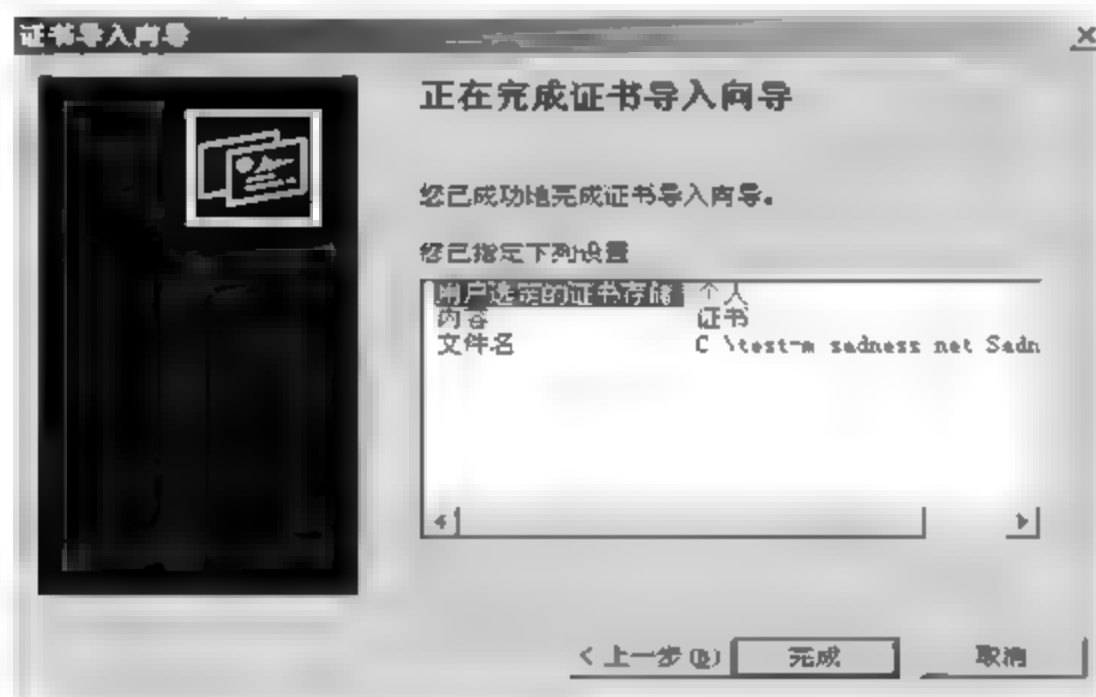 证书导入向导
正在完成证书导入向导
您已成功地完成证书导入向导。
您已指定下列设置
用户选定的证书存储 个人
内容 证书
文件名 C \test-m sadness net Sadn
< 上一步(B) 完成 取消